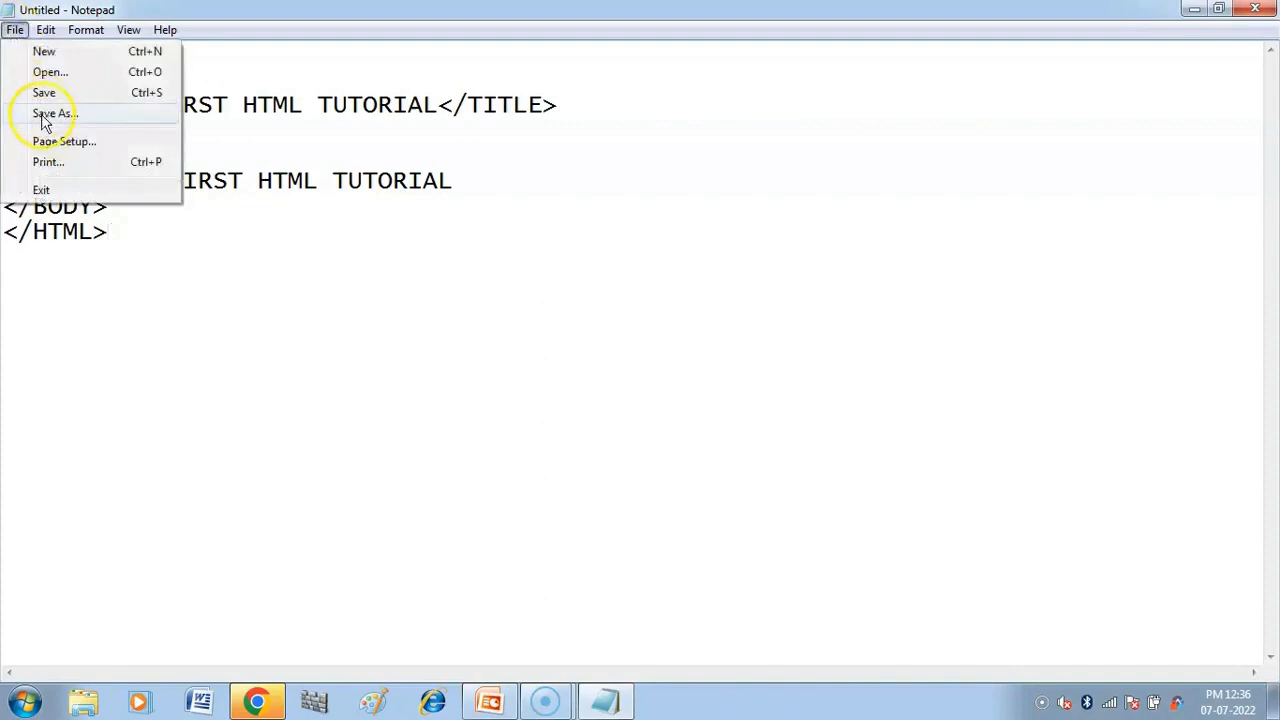 Untitled - Notepad
File Edit Format View Help
New Ctrl+N
Open... Ctrl+O
Save Ctrl+S
Save As...
Page Setup...
Print... Ctrl+P
Exit
RST HTML TUTORIAL</TITLE>
IRST HTML TUTORIAL
</BODY>
</HTML>
PM 12:36
07-07-2022